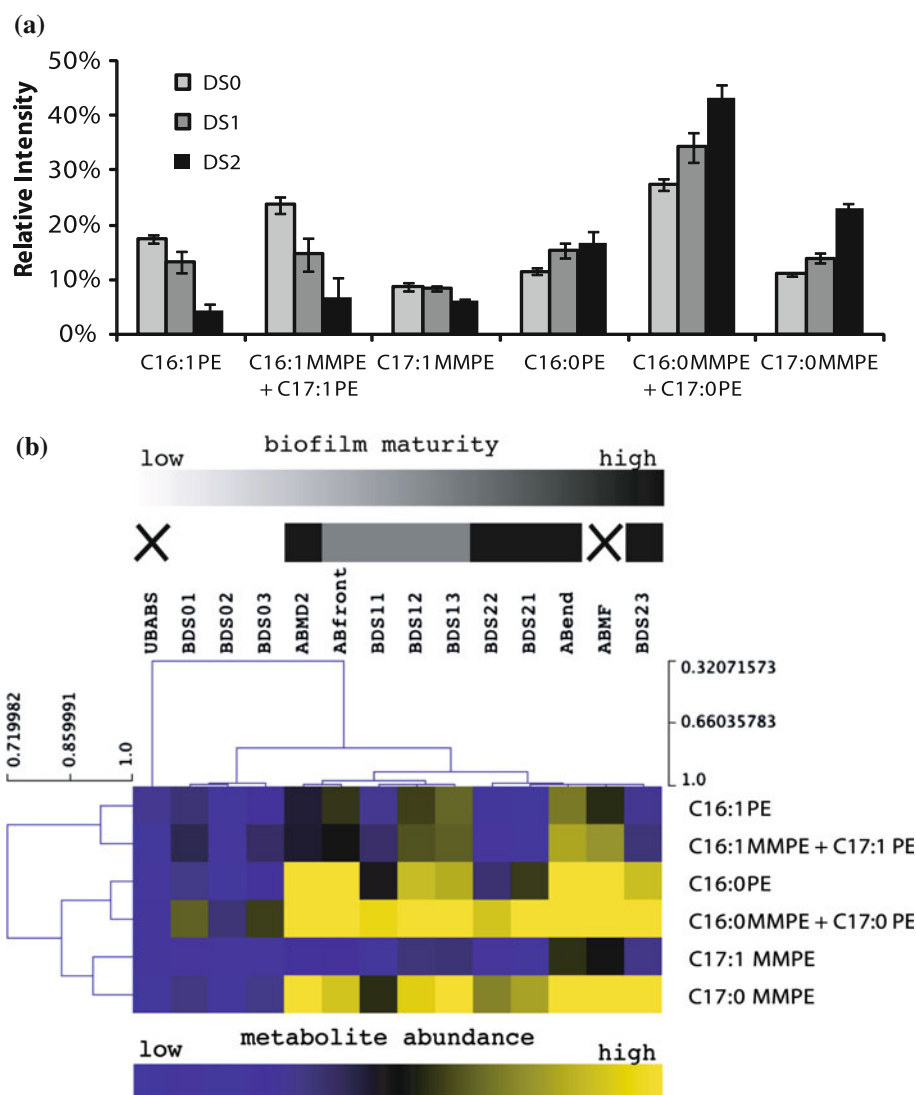 (a)
50%
40%
30%
20%
10%
0%
Relative Intensity
DS0
DS1
DS2
C16:1PE
C16:1MMPE
+ C17:1PE
C17:1MMPE
C16:0PE
C16:0MMPE
+ C17:0PE
C17:0MMPE
(b)
biofilm maturity
low
high
UBABS
BDS01
BDS02
BDS03
ABMD2
ABfront
BDS11
BDS12
BDS13
BDS22
BDS21
ABend
ABMF
BDS23
0.32071573
0.66035783
1.0
0.719982
0.859991
1.0
C16:1PE
C16:1MMPE + C17:1 PE
C16:0PE
C16:0MMPE + C17:0 PE
C17:1 MMPE
C17:0 MMPE
metabolite abundance
low
high